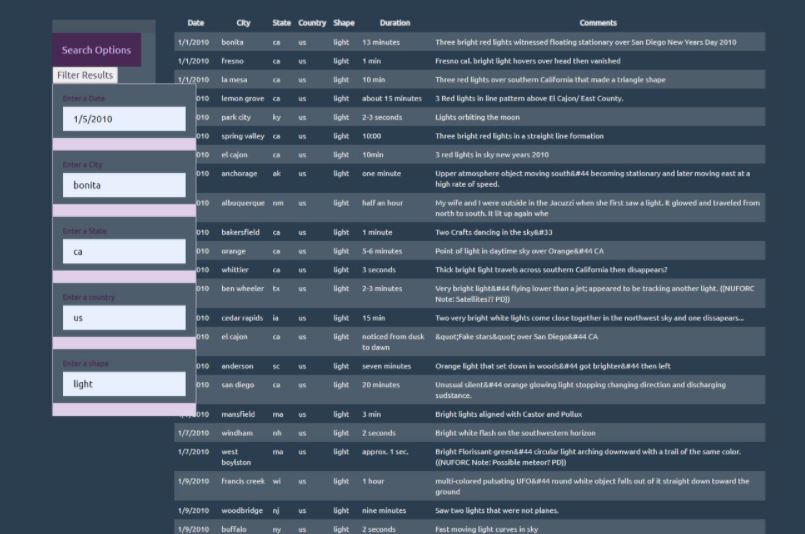 Date City State Country Shape Duration Comments
Search Options
Filter Results
Enter a Date
1/5/2010
Enter a City
bonita
Enter a State
ca
Enter a country
us
Enter a shape
light
1/1/2010 bonita ca us light 13 minutes Three bright red lights witnessed floating stationary over San Diego New Years Day 2010
1/1/2010 fresno ca us light 1 min Fresno cal. bright light hovers over head then vanished
1/1/2010 la mesa ca us light 10 min Three red lights over southern California that made a triangle shape
010 lemon grove ca us light about 15 minutes 3 Red lights in line pattern above El Cajon/ East County.
010 park city ky us light 2-3 seconds Lights orbiting the moon
010 spring valley ca us light 10:00 Three bright red lights in a straight line formation
010 el cajon ca us light 10min 3 red lights in sky new years 2010
010 anchorage ak us light one minute Upper atmosphere object moving south&#44 becoming stationary and later moving east at a
high rate of speed.
010 albuquerque nm us light half an hour My wife and I were outside in the Jacuzzi when she first saw a light. It glowed and traveled from
north to south. It lit up again whe
010 bakersfield ca us light 1 minute Two Crafts dancing in the sky&#33
010 orange ca us light 5-6 minutes Point of light in daytime sky over Orange&#44 CA
010 whittier ca us light 3 seconds Thick bright light travels across southern California then disappears?
010 ben wheeler tx us light 2-3 minutes Very bright light&#44 flying lower than a jet; appeared to be tracking another light. ((NUFORC
Note: Satellites?? PD))
010 cedar rapids ia us light 15 min Two very bright white lights come close together in the northwest sky and one dissapears...
010 el cajon ca us light noticed from dusk &quot;Fake stars&quot; over San Diego&#44 CA
to dawn
010 anderson sc us light seven minutes Orange light that set down in woods&#44 got brighter&#44 then left
010 san diego ca us light 20 minutes Unusual silent&#44 orange glowing light stopping changing direction and discharging
sudstance.
010 mansfield ma us light 3 min Bright lights aligned with Castor and Pollux
1/7/2010 windham nh us light 2 seconds Bright white flash on the southwestern horizon
1/7/2010 west ma us light approx. 1 sec. Bright Florissant-green&#44 circular light arching downward with a trail of the same color.
boylston ((NUFORC Note: Possible meteor? PD))
1/9/2010 francis creek wi us light 1 hour multi-colored pulsating UFO&#44 round white object falls out of it straight down toward the
ground
1/9/2010 woodbridge nj us light nine minutes Saw two lights that were not planes.
1/9/2010 buffalo ny us light 2 seconds Fast moving light curves in sky